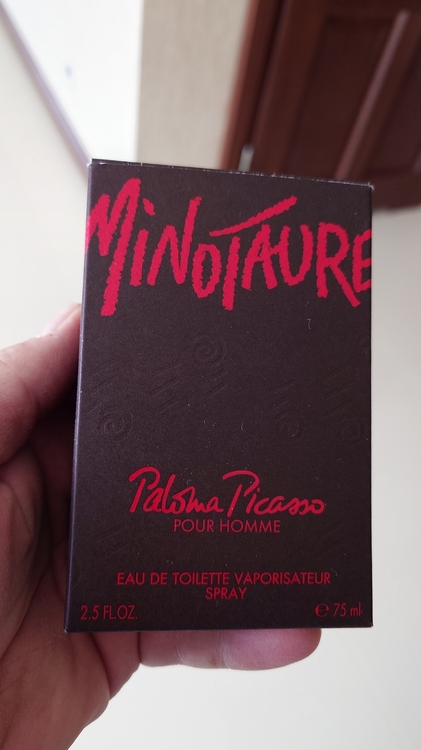 MiNOTAURE
Paloma Picasso
POUR HOMME
EAU DE TOILETTE VAPORISATEUR
SPRAY
2.5 FL.OZ. ℮ 75 ml